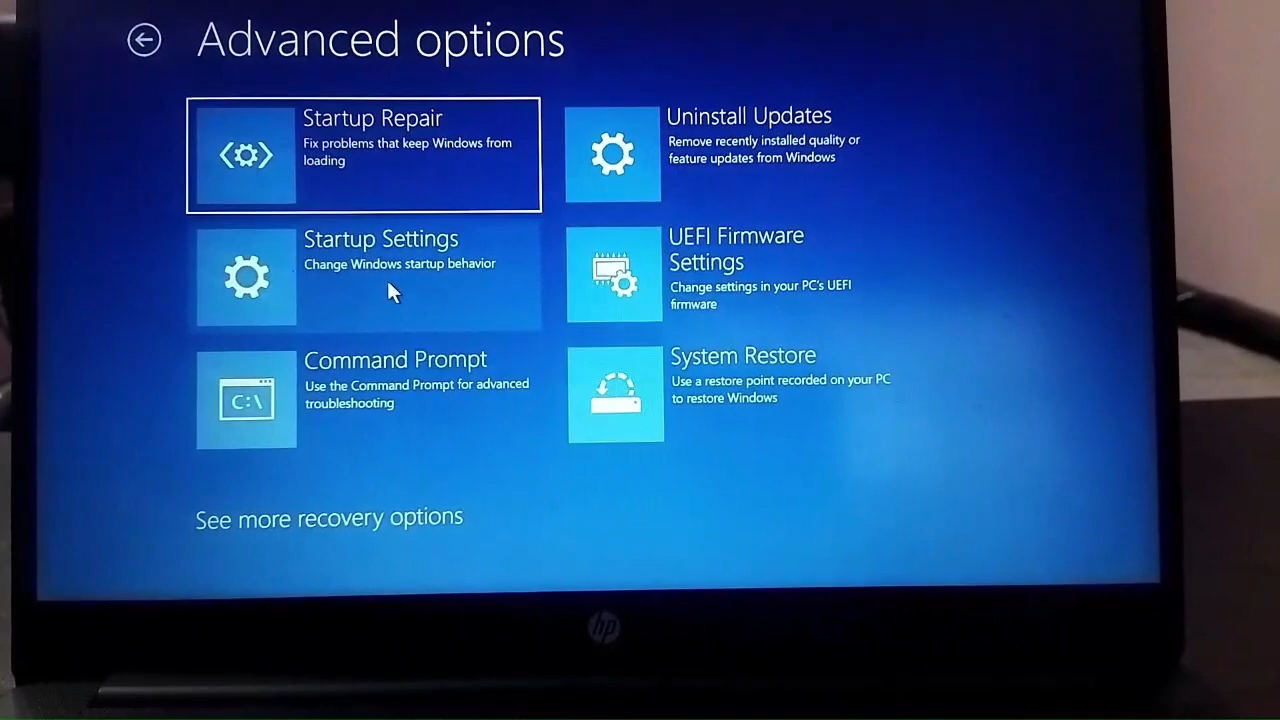 Advanced options
Startup Repair
Fix problems that keep Windows from
loading
Uninstall Updates
Remove recently installed quality or
feature updates from Windows
Startup Settings
Change Windows startup behavior
UEFI Firmware
Settings
Change settings in your PC's UEFI
firmware
Command Prompt
Use the Command Prompt for advanced
troubleshooting
C:\
System Restore
Use a restore point recorded on your PC
to restore Windows
See more recovery options
hp